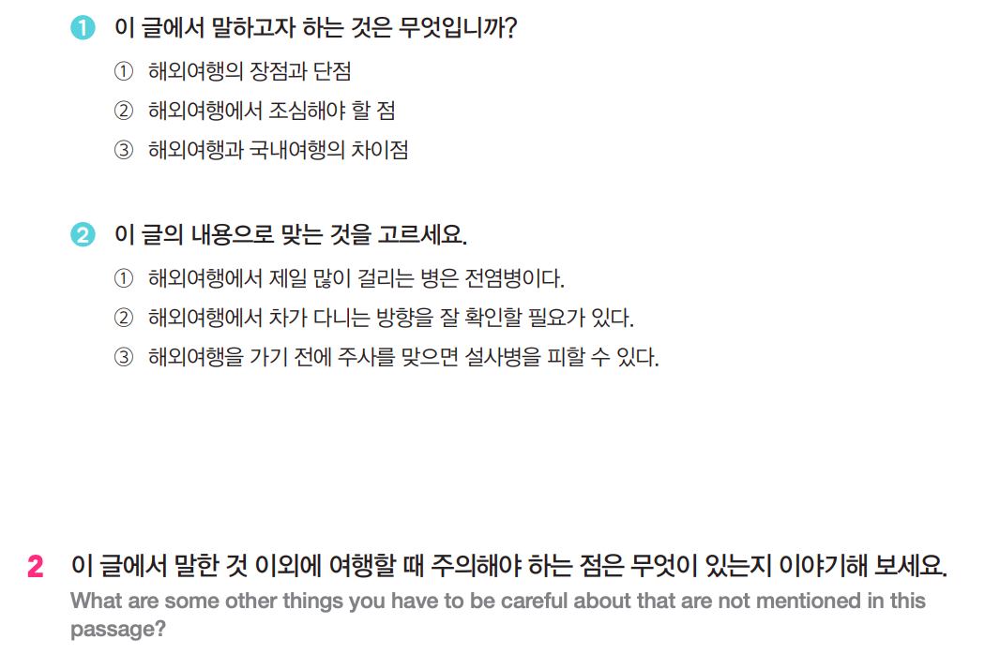 1 이 글에서 말하고자 하는 것은 무엇입니까?
① 해외여행의 장점과 단점
② 해외여행에서 조심해야 할 점
③ 해외여행과 국내여행의 차이점
2 이 글의 내용으로 맞는 것을 고르세요.
① 해외여행에서 제일 많이 걸리는 병은 전염병이다.
② 해외여행에서 차가 다니는 방향을 잘 확인할 필요가 있다.
③ 해외여행을 가기 전에 주사를 맞으면 설사병을 피할 수 있다.
2 이 글에서 말한 것 이외에 여행할 때 주의해야 하는 점은 무엇이 있는지 이야기해 보세요.
What are some other things you have to be careful about that are not mentioned in this
passage?